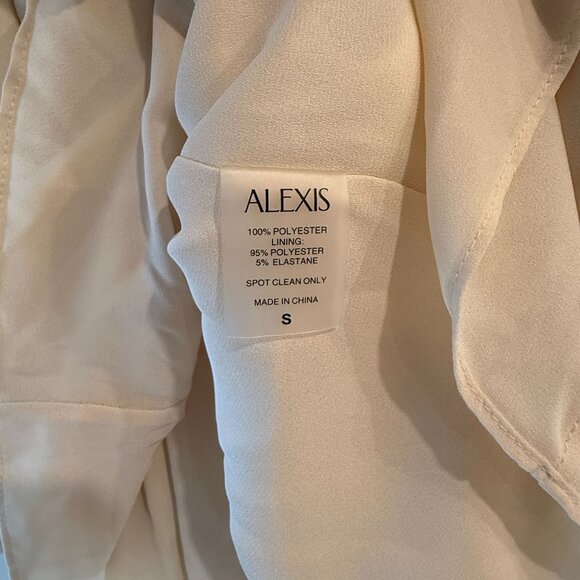 ALEXIS
100% POLYESTER
LINING:
95% POLYESTER
5% ELASTANE
SPOT CLEAN ONLY
MADE IN CHINA
S